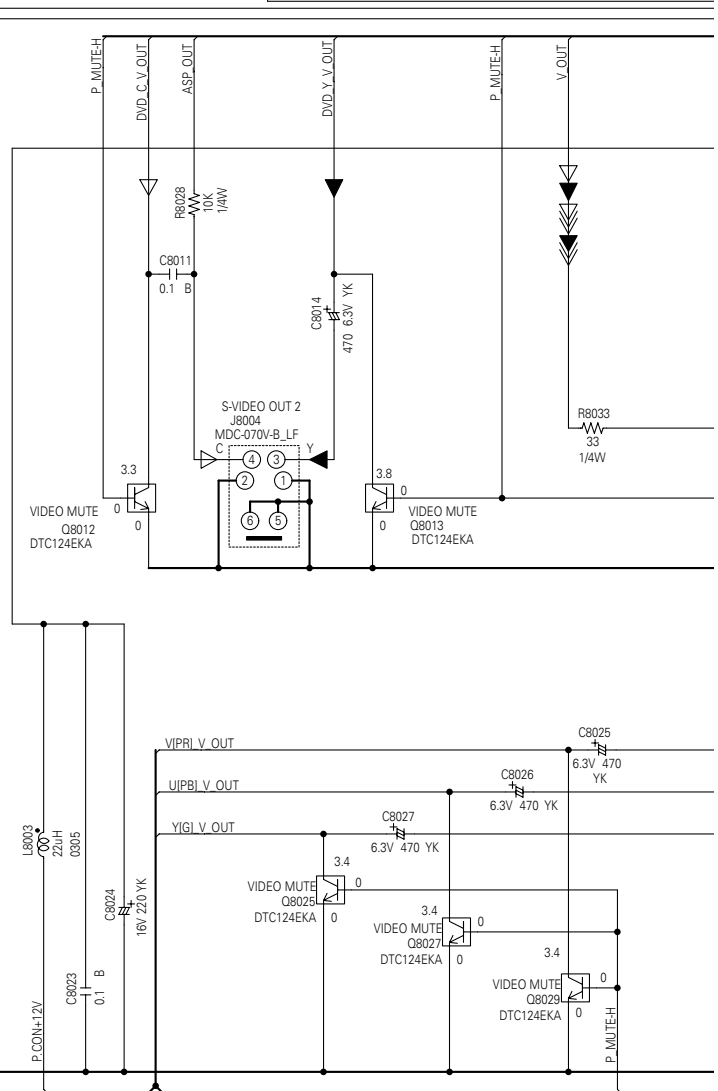 P_MUTE-H
DVD_C_V_OUT
ASP_OUT
DVD_Y_V_OUT
P_MUTE-H
V_OUT
R8028
10K
1/4W
C8011
0.1 B
C8014
470 6.3V YK
R8033
33
1/4W
S-VIDEO OUT 2
J8004
MDC-070V-B_LF
C
Y
4
3
2
1
6
5
3.3
0
0
VIDEO MUTE
Q8012
DTC124EKA
3.8
0
0
VIDEO MUTE
Q8013
DTC124EKA
V[PR]_V_OUT
C8025
6.3V 470
YK
U[PB]_V_OUT
C8026
6.3V 470 YK
Y[G]_V_OUT
C8027
6.3V 470 YK
L8003
22uH
0305
C8024
16V 220 YK
C8023
0.1 B
P.CON+12V
3.4
0
VIDEO MUTE
Q8025
DTC124EKA
0
3.4
0
VIDEO MUTE
Q8027
DTC124EKA
0
3.4
0
VIDEO MUTE
Q8029
DTC124EKA
0
P_MUTE-H